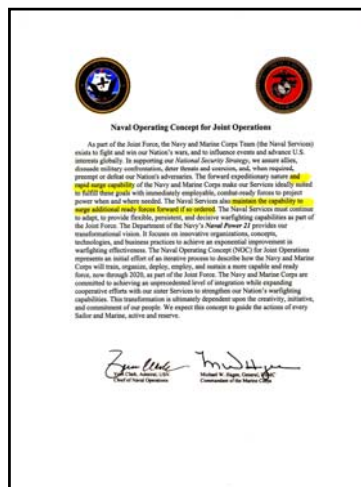 Naval Operating Concept for Joint Operations
As part of the Joint Force, the Navy and Marine Corps Team (the Naval Services)
exists to fight and win our Nation's wars, and to influence events and advance U.S.
interests globally. In supporting our National Security Strategy, we assure allies,
dissuade military confrontation, deter threats and coercion, and, when required,
preempt or defeat our Nation's adversaries. The forward expeditionary nature and
rapid surge capability of the Navy and Marine Corps make our Services ideally suited
to fulfill these goals with immediately employable, combat-ready forces to project
power when and where needed. The Naval Services also maintain the capability to
surge additional ready forces forward if so ordered. The Naval Services must continue
to adapt, to provide flexible, persistent, and decisive warfighting capabilities as part of
the Joint Force. The Department of the Navy's Naval Power 21 provides our
transformational vision. It focuses on innovative organizations, concepts,
technologies, and business practices to achieve an exponential improvement in
warfighting effectiveness. The Naval Operating Concept (NOC) for Joint Operations
represents an initial effort of an iterative process to describe how the Navy and Marine
Corps will train, organize, deploy, employ, and sustain a more capable and ready
force, now through 2020, as part of the Joint Force. The Navy and Marine Corps are
committed to achieving an unprecedented level of integration while expanding
cooperative efforts with our sister Services to strengthen our Nation's warfighting
capabilities. This transformation is ultimately dependent upon the creativity, initiative,
and commitment of our people. We expect this concept to guide the actions of every
Sailor and Marine, active and reserve.
Vern Clark, Admiral, USN
Chief of Naval Operations
Michael W. Hagee, General, USMC
Commandant of the Marine Corps